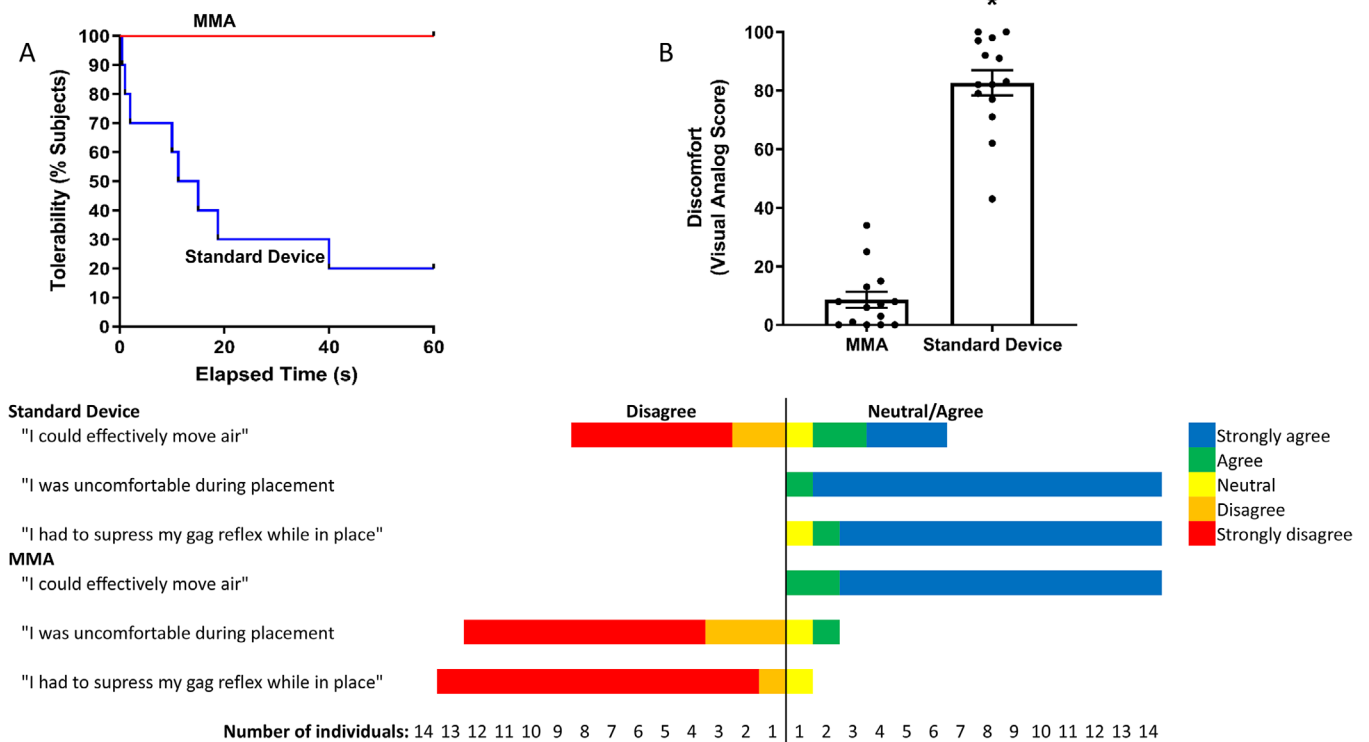 A
MMA
100
90
80
70
60
50
40
30
20
10
0
Tolerability (% Subjects)
Standard Device
0 20 40 60
Elapsed Time (s)
B
*
100
80
60
40
20
0
Discomfort
(Visual Analog Score)
MMA Standard Device
Disagree Neutral/Agree
Standard Device
"I could effectively move air"
"I was uncomfortable during placement
"I had to supress my gag reflex while in place"
MMA
"I could effectively move air"
"I was uncomfortable during placement
"I had to supress my gag reflex while in place"
Strongly agree
Agree
Neutral
Disagree
Strongly disagree
Number of individuals: 14 13 12 11 10 9 8 7 6 5 4 3 2 1 1 2 3 4 5 6 7 8 9 10 11 12 13 14